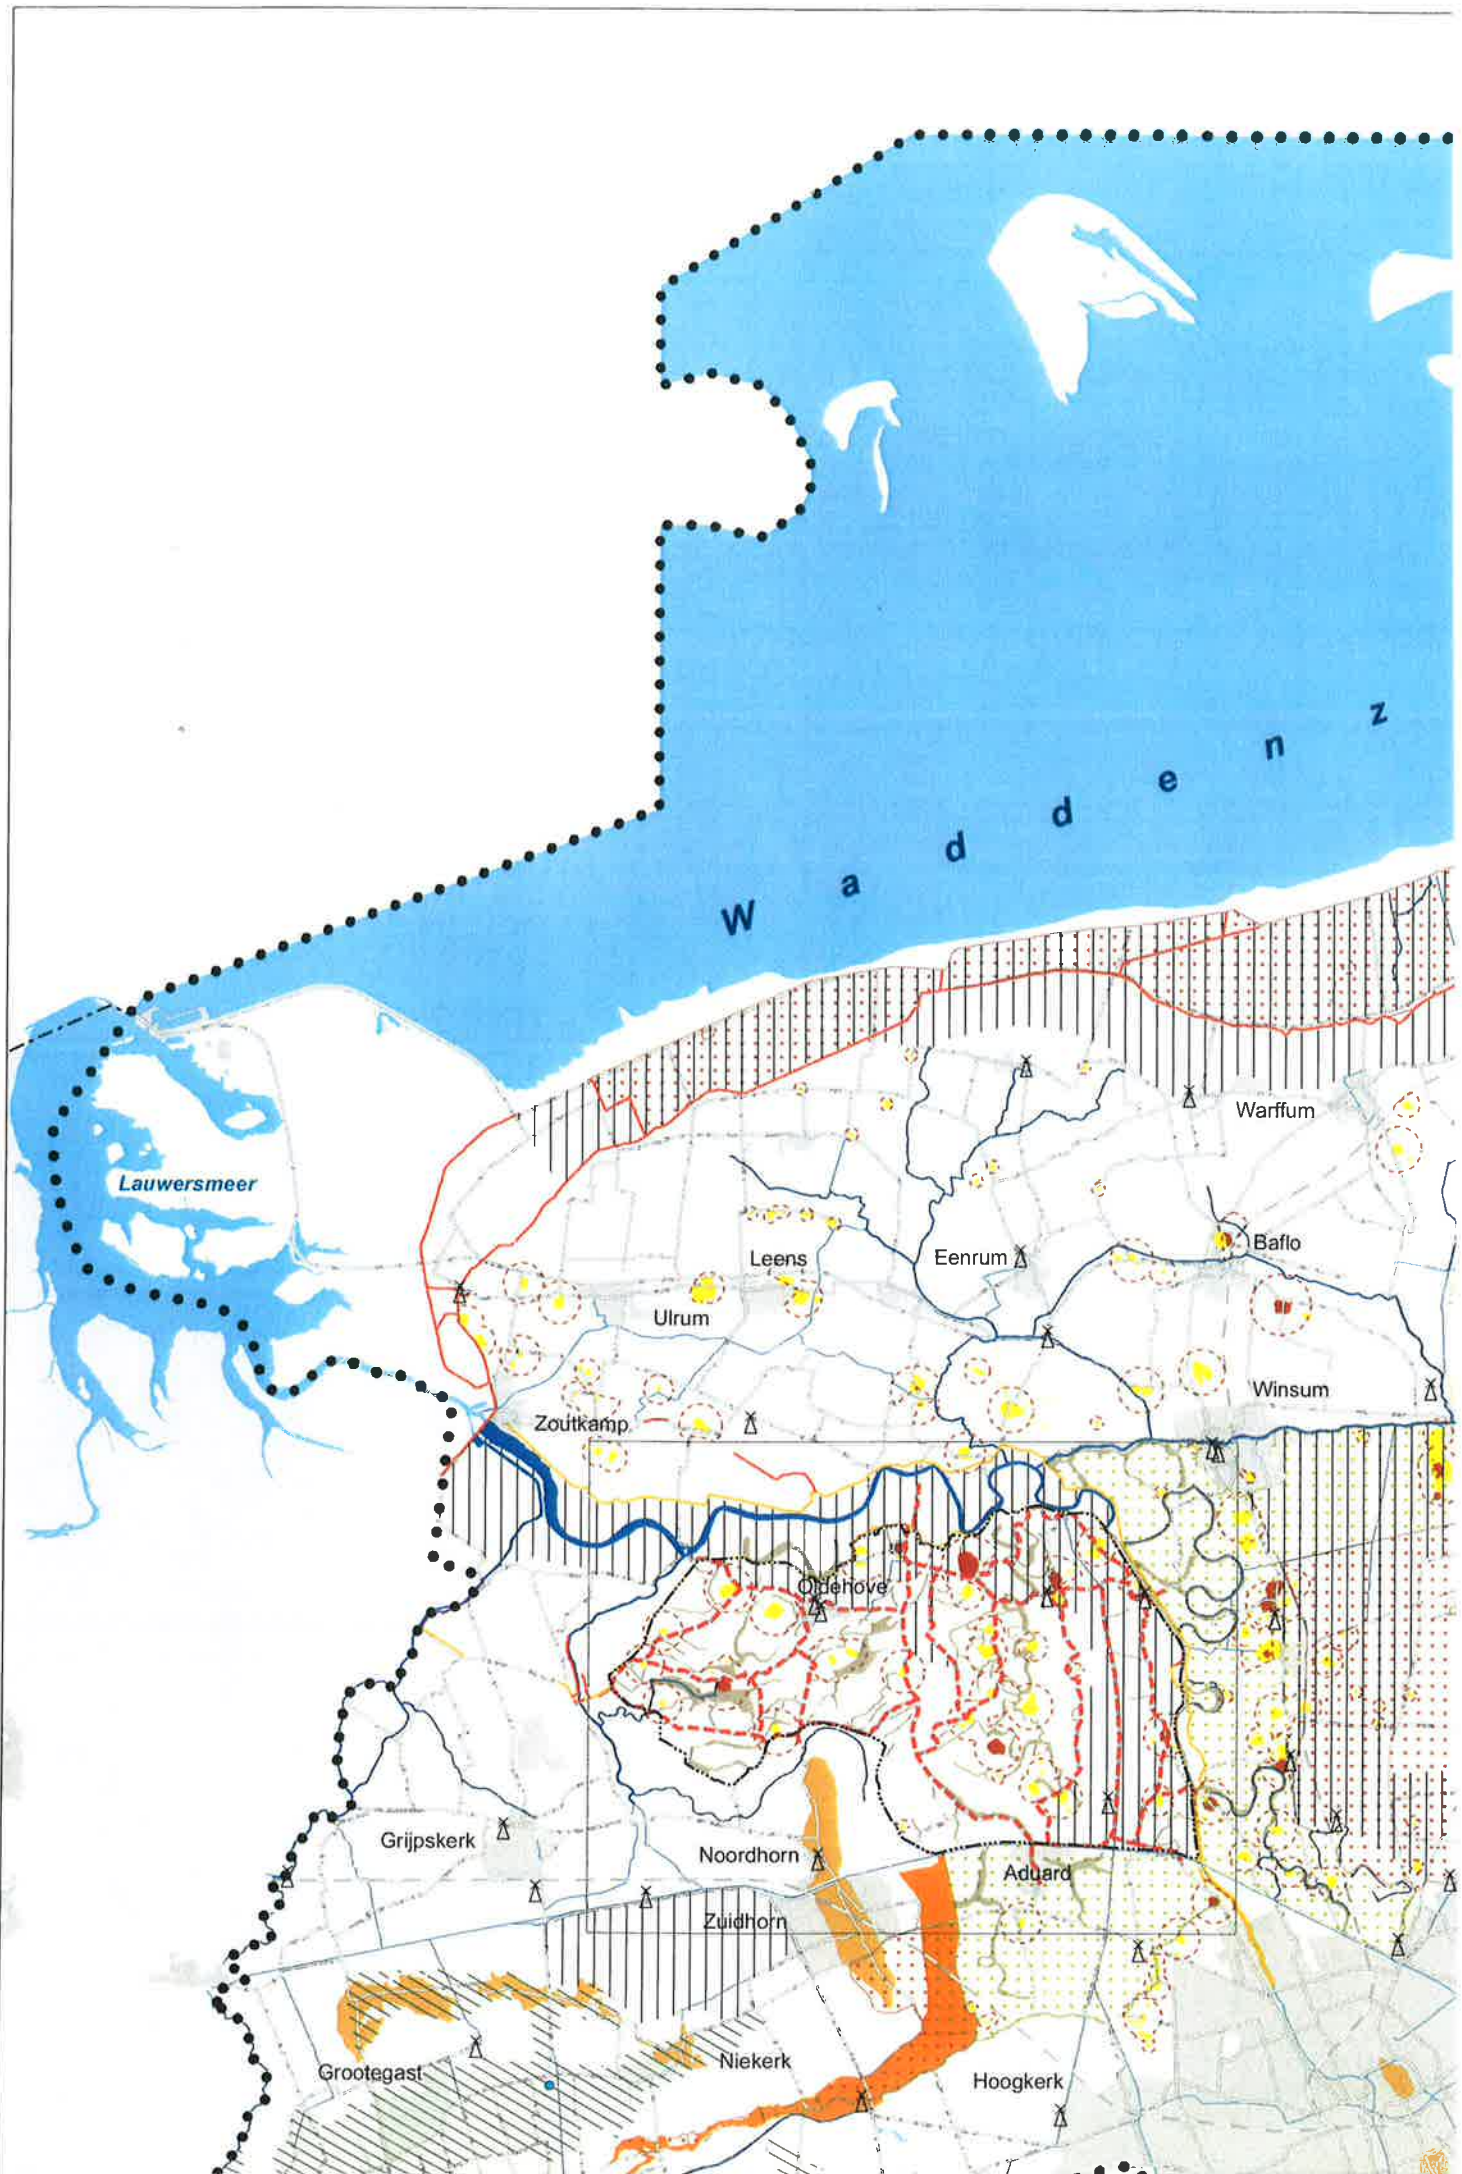 W a d d e n z
Lauwersmeer
Warffum
Baflo
Leens
Eenrum
Ulrum
Winsum
Zoutkamp
Oldehove
Grijpskerk
Noordhorn
Aduard
Zuidhorn
Niekerk
Grootegast
Hoogkerk